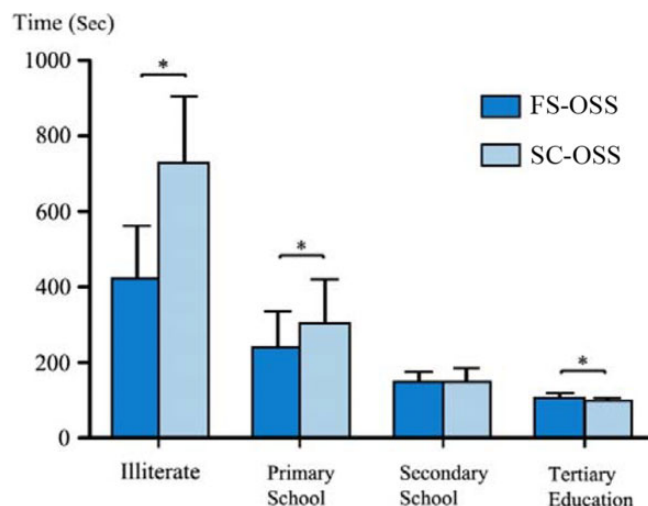 Time (Sec)
1000
800
600
400
200
0
*
*
*
FS-OSS
SC-OSS
Illiterate
Primary
School
Secondary
School
Tertiary
Education